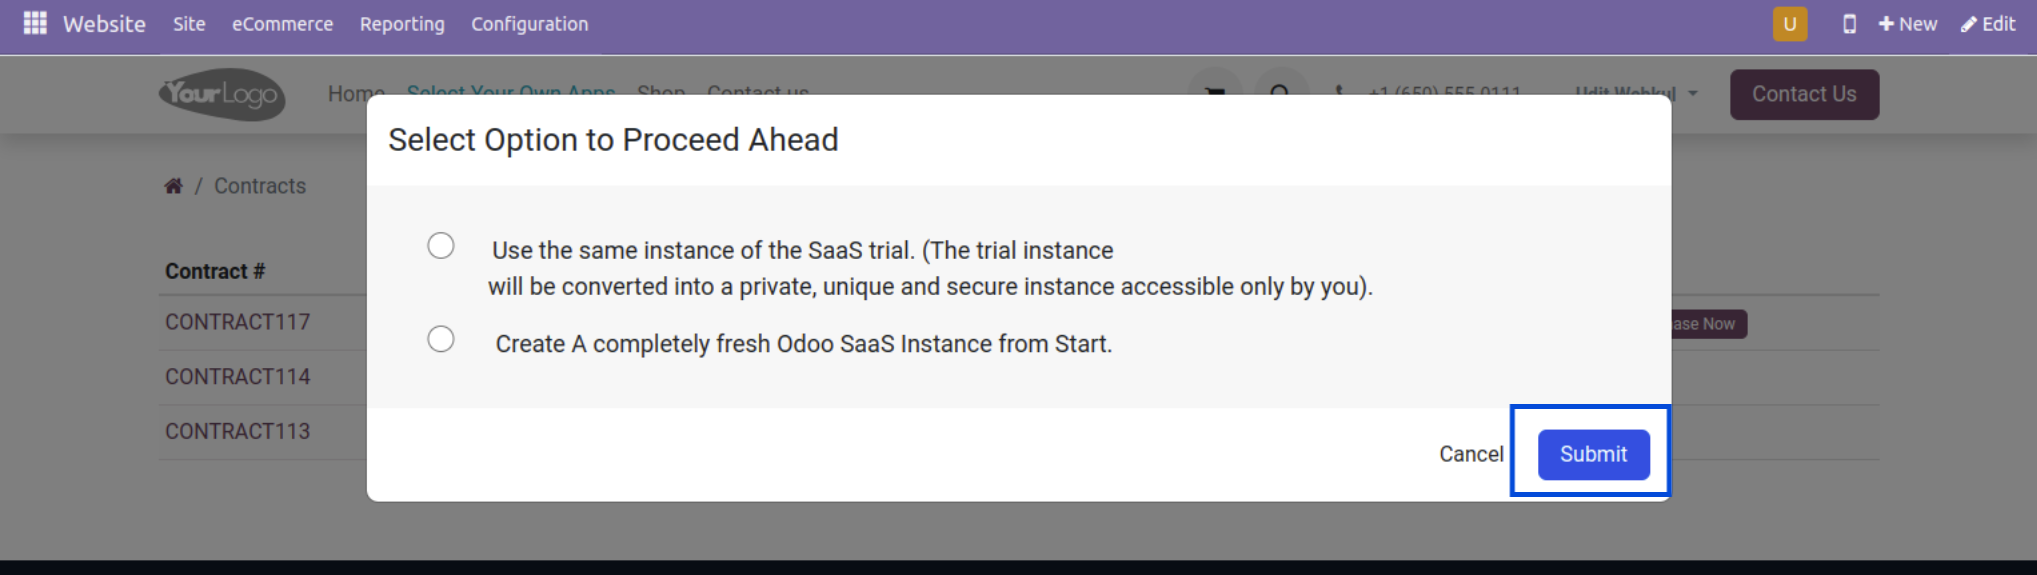 Website Site eCommerce Reporting Configuration U New Edit
YourLogo Home Select Your Own Apps Shop Contact us +1 (650) 555 0111 Udit Webkul Contact Us
Select Option to Proceed Ahead
/ Contracts
Use the same instance of the SaaS trial. (The trial instance
will be converted into a private, unique and secure instance accessible only by you).
Contract #
CONTRACT117
ase Now
Create A completely fresh Odoo SaaS Instance from Start.
CONTRACT114
CONTRACT113
Cancel Submit